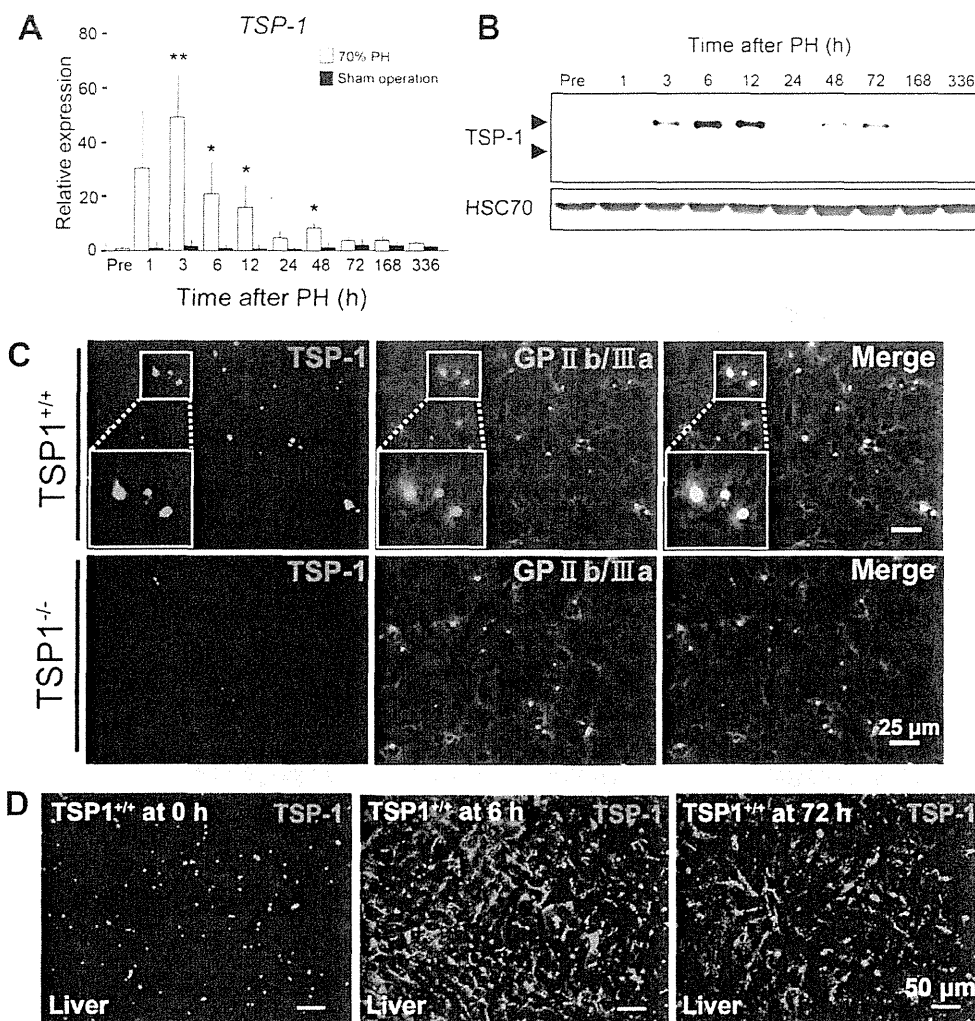 A
TSP-1
80
60
40
20
0
Relative expression
70% PH
Sham operation
**
*
*
*
Pre 1 3 6 12 24 48 72 168 336
Time after PH (h)
B
Time after PH (h)
Pre 1 3 6 12 24 48 72 168 336
TSP-1
HSC70
C
TSP1+/+
TSP-1
GP II b/IIIa
Merge
TSP1-/-
TSP-1
GP II b/IIIa
Merge
25 µm
D
TSP1+/+ at 0 h TSP-1
Liver
TSP1+/+ at 6 h TSP-1
Liver
TSP1+/+ at 72 h TSP-1
Liver
50 µm